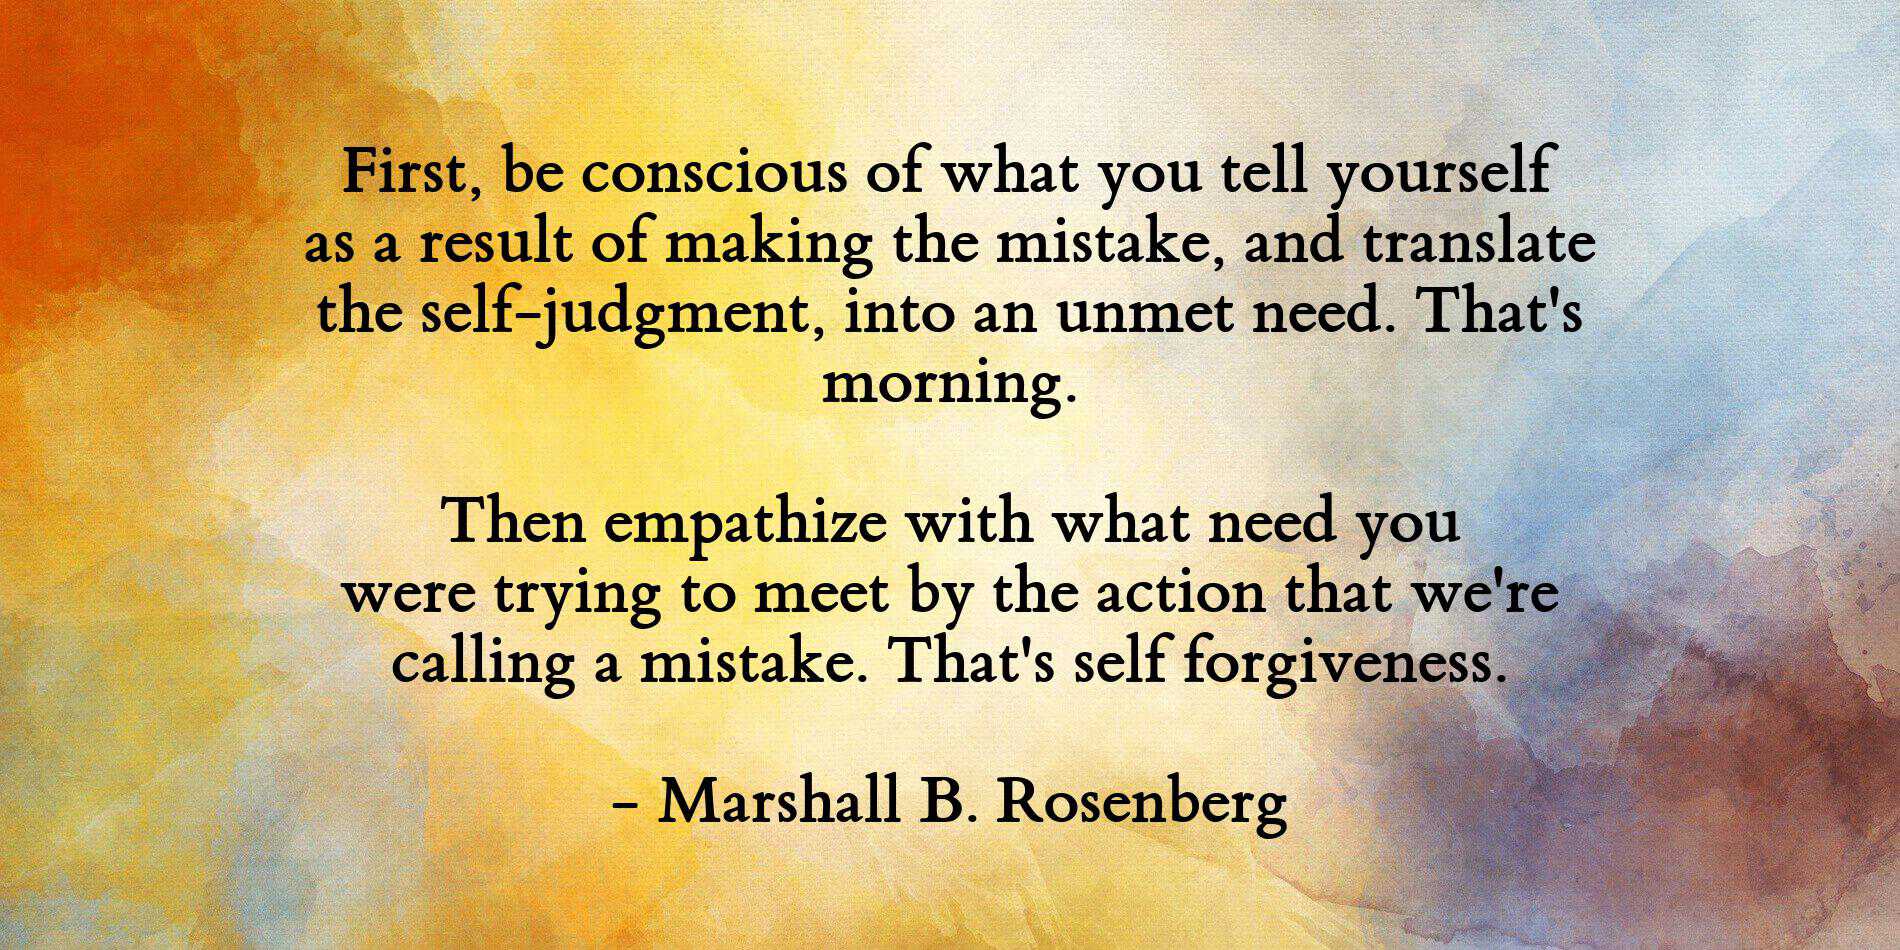 First, be conscious of what you tell yourself
as a result of making the mistake, and translate
the self-judgment, into an unmet need. That's
morning.
Then empathize with what need you
were trying to meet by the action that we're
calling a mistake. That's self forgiveness.
- Marshall B. Rosenberg